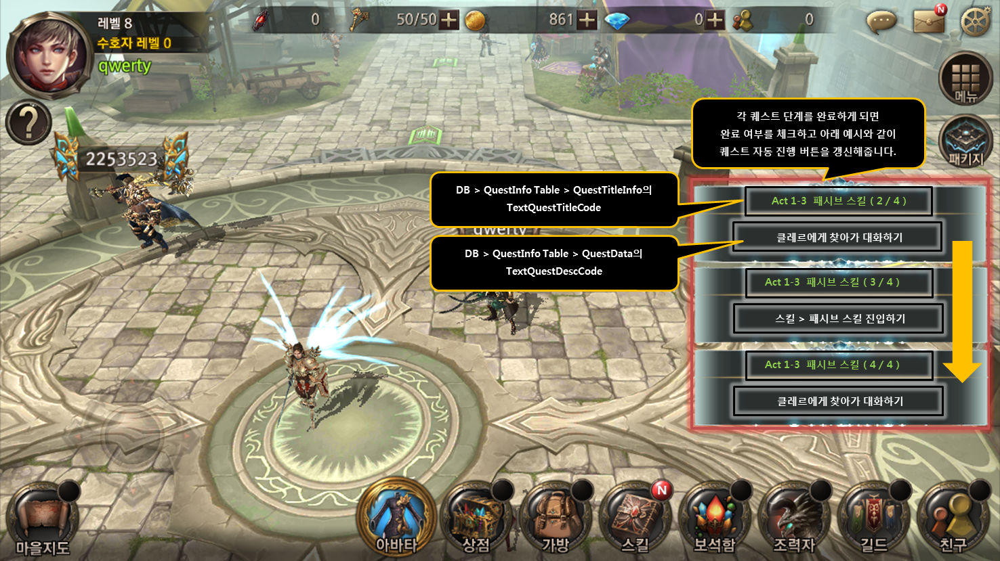 레벨 8
수호자 레벨 0
qwerty
0
50/50
861
0
0
N
메뉴
패키지
?
2253523
각 퀘스트 단계를 완료하게 되면
완료 여부를 체크하고 아래 예시와 같이
퀘스트 자동 진행 버튼을 갱신해줍니다.
DB > QuestInfo Table > QuestTitleInfo의
TextQuestTitleCode
Act 1-3 패시브 스킬 ( 2 / 4 )
qwerty
클레르에게 찾아가 대화하기
DB > QuestInfo Table > QuestData의
TextQuestDescCode
Act 1-3 패시브 스킬 ( 3 / 4 )
스킬 > 패시브 스킬 진입하기
Act 1-3 패시브 스킬 ( 4 / 4 )
클레르에게 찾아가 대화하기
N
마을지도
아바타
상점
가방
스킬
보석함
조력자
길드
친구